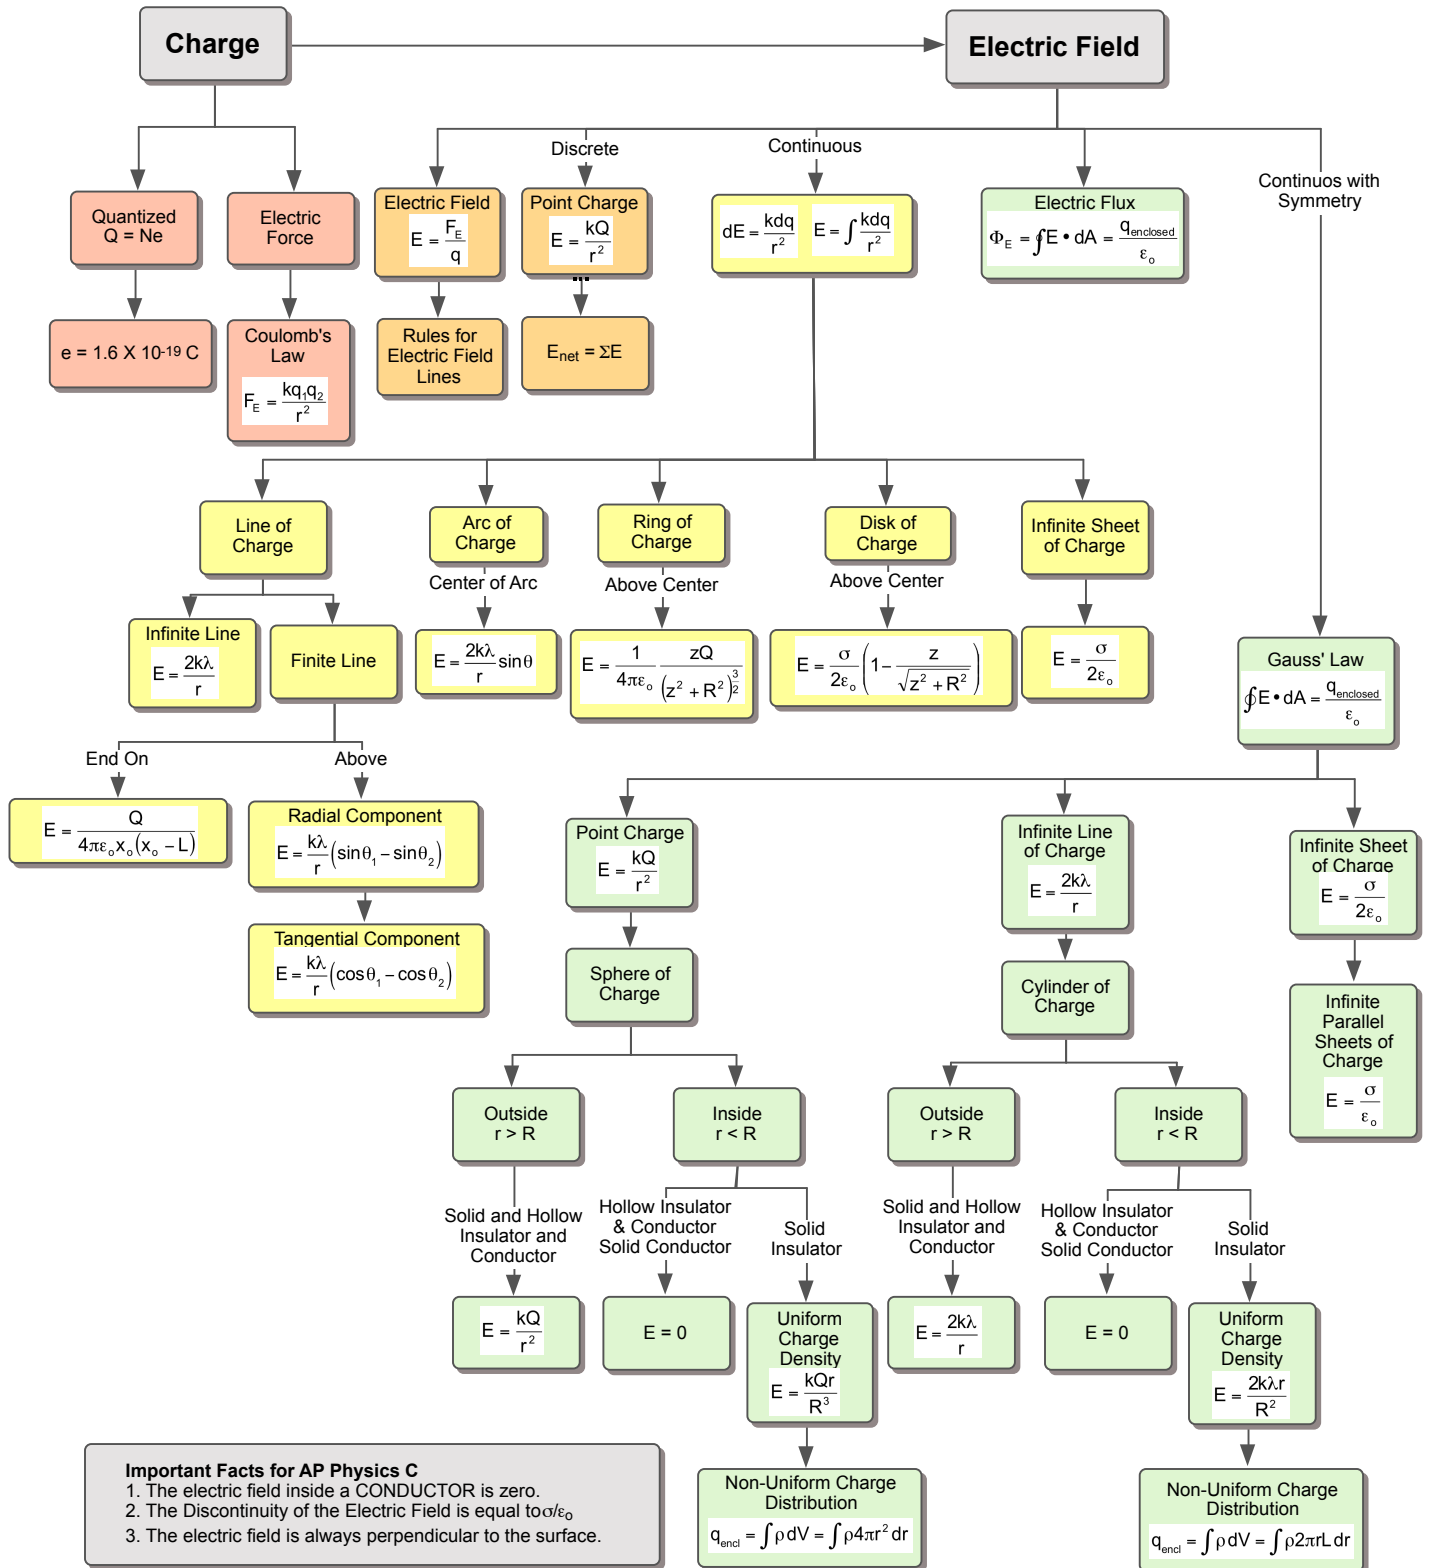 Charge
Electric Field
Discrete
Continuous
Continuos with
Symmetry
Quantized
Q = Ne
Electric
Force
Electric Field
E = F_E / q
Point Charge
E = kQ / r²
dE = kdq / r²   E = ∫ kdq / r²
Electric Flux
Φ_E = ∮E • dA = q_enclosed / ε_o
e = 1.6 X 10⁻¹⁹ C
Coulomb's
Law
F_E = kq₁q₂ / r²
Rules for
Electric Field
Lines
E_net = ΣE
Line of
Charge
Arc of
Charge
Ring of
Charge
Disk of
Charge
Infinite Sheet
of Charge
Center of Arc
Above Center
Above Center
Infinite Line
E = 2kλ / r
Finite Line
E = 2kλ / r sinθ
E = 1 / 4πε_o zQ / (z² + R²)^(3/2)
E = σ / 2ε_o (1 - z / √(z² + R²))
E = σ / 2ε_o
Gauss' Law
∮E • dA = q_enclosed / ε_o
End On
Above
E = Q / 4πε_o x_o (x_o - L)
Radial Component
E = kλ / r (sinθ₁ - sinθ₂)
Tangential Component
E = kλ / r (cosθ₁ - cosθ₂)
Point Charge
E = kQ / r²
Infinite Line
of Charge
E = 2kλ / r
Infinite Sheet
of Charge
E = σ / 2ε_o
Sphere of
Charge
Cylinder of
Charge
Infinite
Parallel
Sheets of
Charge
E = σ / ε_o
Outside
r > R
Inside
r < R
Outside
r > R
Inside
r < R
Solid and Hollow
Insulator and
Conductor
Hollow Insulator
& Conductor
Solid Conductor
Solid
Insulator
Solid and Hollow
Insulator and
Conductor
Hollow Insulator
& Conductor
Solid Conductor
Solid
Insulator
E = kQ / r²
E = 0
Uniform
Charge
Density
E = kQr / R³
E = 2kλ / r
E = 0
Uniform
Charge
Density
E = 2kλr / R²
Important Facts for AP Physics C
1. The electric field inside a CONDUCTOR is zero.
2. The Discontinuity of the Electric Field is equal to σ/ε_o
3. The electric field is always perpendicular to the surface.
Non-Uniform Charge
Distribution
q_encl = ∫ρ dV = ∫ρ4πr² dr
Non-Uniform Charge
Distribution
q_encl = ∫ρ dV = ∫ρ2πrL dr